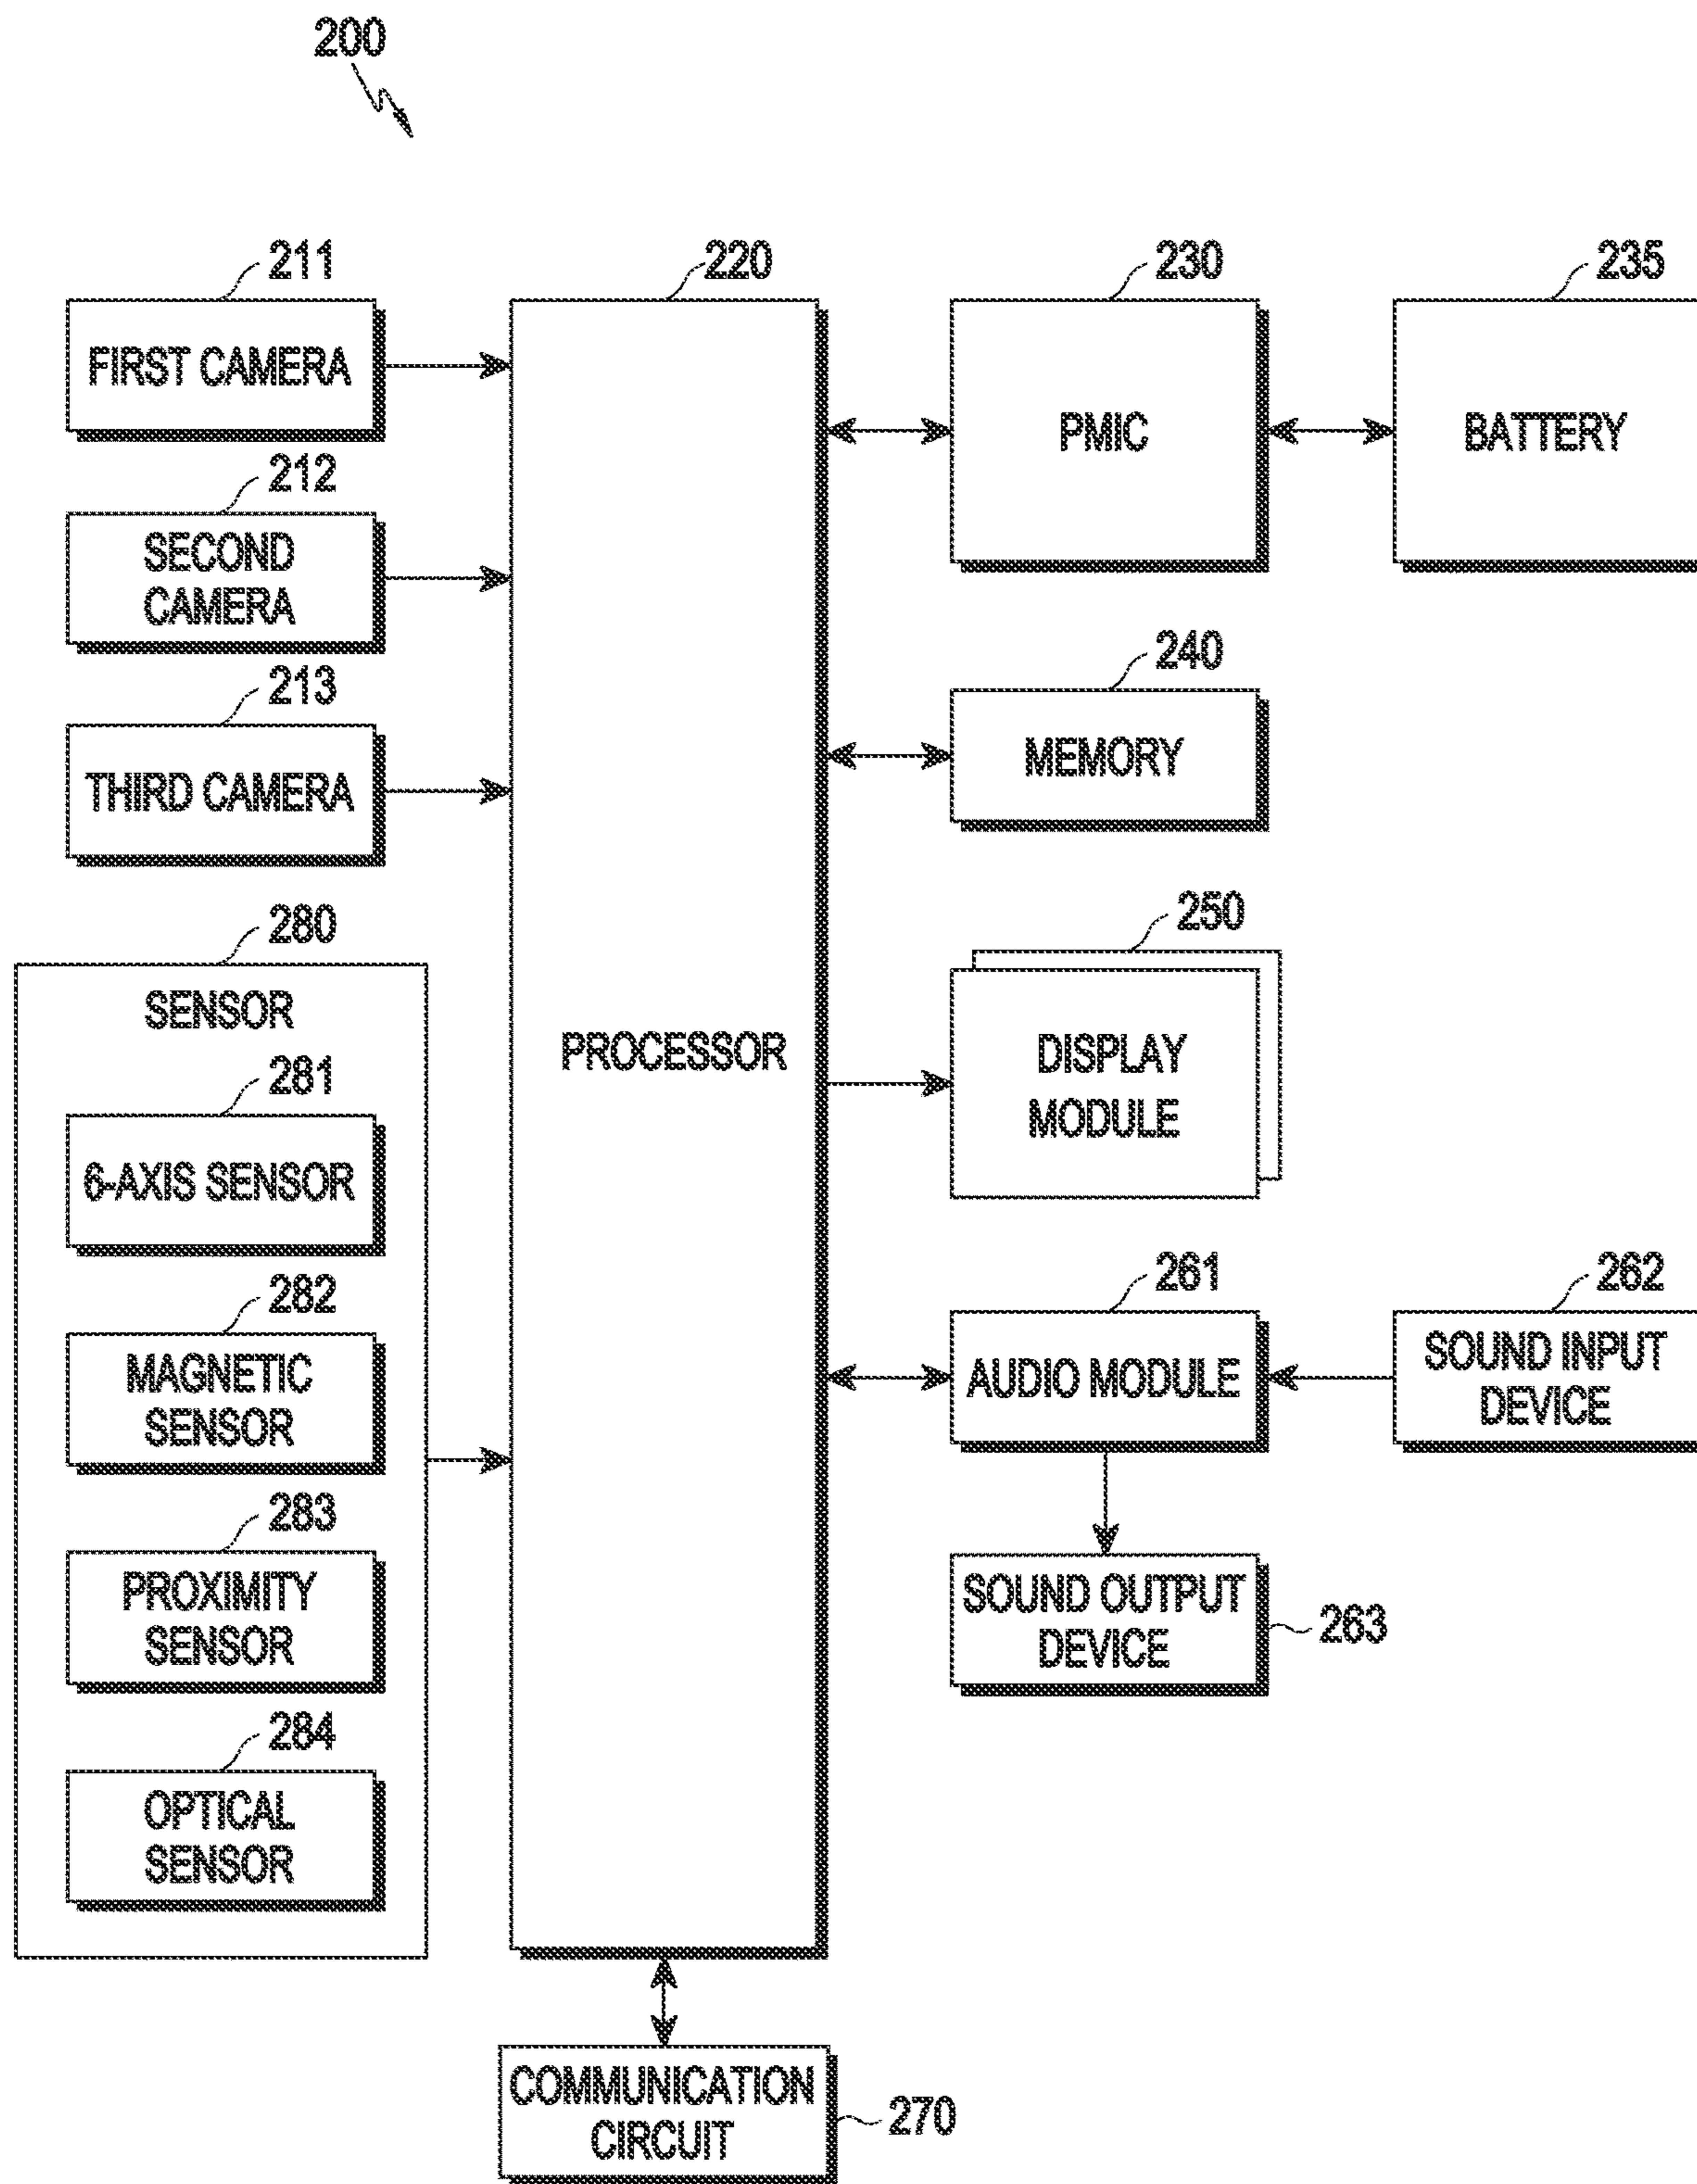 200
211
FIRST CAMERA
212
SECOND
CAMERA
213
THIRD CAMERA
280
SENSOR
281
6-AXIS SENSOR
282
MAGNETIC
SENSOR
283
PROXIMITY
SENSOR
284
OPTICAL
SENSOR
220
PROCESSOR
230
PMIC
235
BATTERY
240
MEMORY
250
DISPLAY
MODULE
261
AUDIO MODULE
262
SOUND INPUT
DEVICE
SOUND OUTPUT
DEVICE
263
COMMUNICATION
CIRCUIT
270